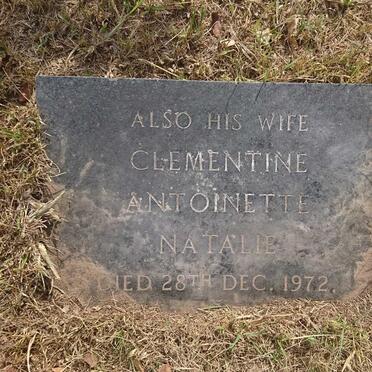 ALSO HIS WIFE
CLEMENTINE
ANTOINETTE
NATALIE
DIED 28TH DEC. 1972.